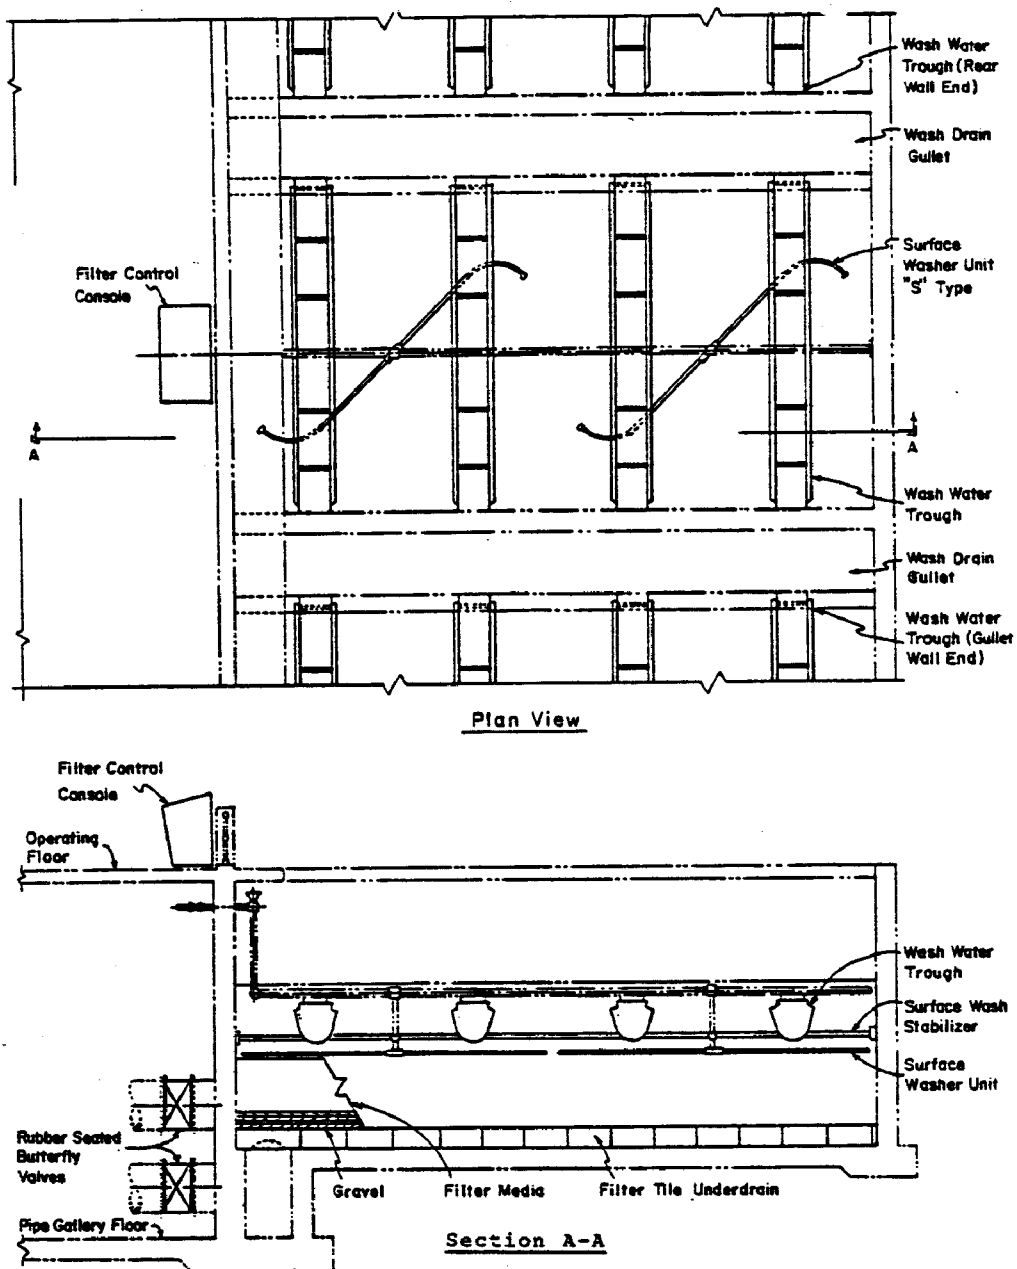 Wash Water
Trough (Rear
Wall End)
Wash Drain
Gullet
Filter Control
Console
Surface
Washer Unit
"S" Type
A
A
Wash Water
Trough
Wash Drain
Gullet
Wash Water
Trough (Gullet
Wall End)
Plan View
Filter Control
Console
Operating
Floor
Wash Water
Trough
Surface Wash
Stabilizer
Surface
Washer Unit
Rubber Seated
Butterfly
Valves
Gravel
Filter Media
Filter Tile Underdrain
Pipe Gallery Floor
Section A-A